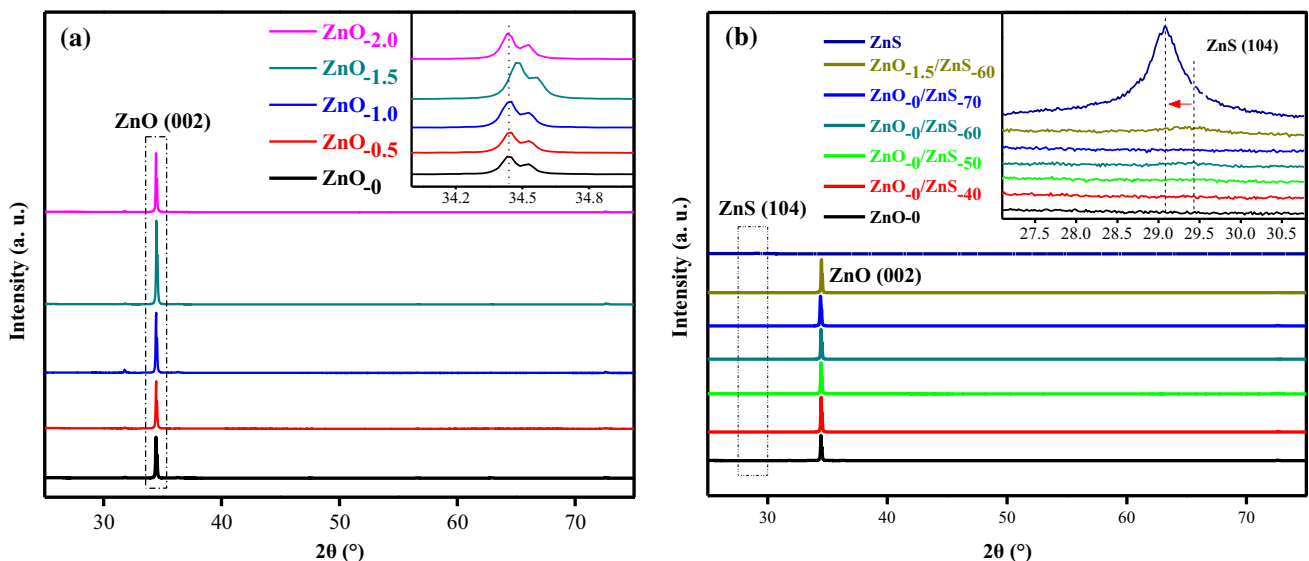 (a)
ZnO-2.0
ZnO-1.5
ZnO-1.0
ZnO-0.5
ZnO-0
34.2 34.4 34.5 34.8
ZnO (002)
Intensity (a. u.)
30 40 50 60 70
2θ (°)
(b)
ZnS
ZnO-1.5/ZnS-60
ZnO-0/ZnS-70
ZnO-0/ZnS-60
ZnO-0/ZnS-50
ZnO-0/ZnS-40
ZnO-0
ZnS (104)
27.5 28.0 28.5 29.0 29.5 30.0 30.5
ZnS (104)
ZnO (002)
Intensity (a. u.)
30 40 50 60 70
2θ (°)